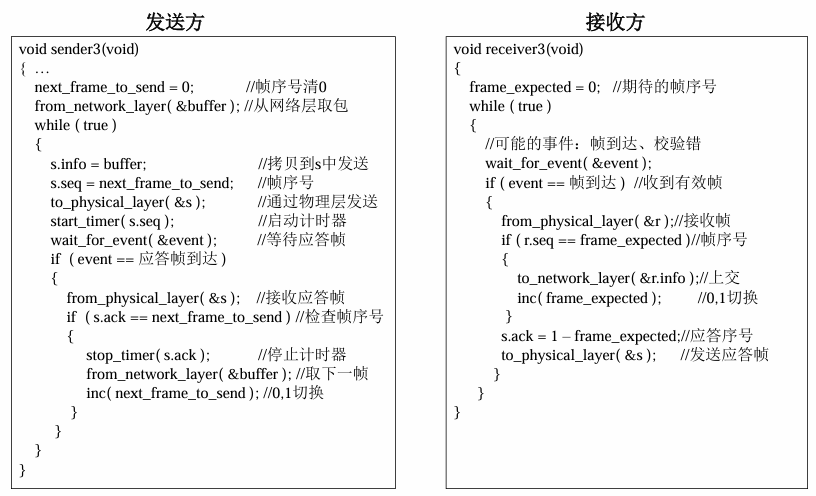 发送方
void sender3(void)
{ …
next_frame_to_send = 0; //帧序号清0
from_network_layer( &buffer ); //从网络层取包
while ( true )
{
s.info = buffer; //拷贝到s中发送
s.seq = next_frame_to_send; //帧序号
to_physical_layer( &s ); //通过物理层发送
start_timer( s.seq ); //启动计时器
wait_for_event( &event ); //等待应答帧
if ( event == 应答帧到达 )
{
from_physical_layer( &s ); //接收应答帧
if ( s.ack == next_frame_to_send ) //检查帧序号
{
stop_timer( s.ack ); //停止计时器
from_network_layer( &buffer ); //取下一帧
inc( next_frame_to_send ); //0,1切换
}
}
}
}
接收方
void receiver3(void)
{
frame_expected = 0; //期待的帧序号
while ( true )
{
//可能的事件：帧到达、校验错
wait_for_event( &event );
if ( event == 帧到达 ) //收到有效帧
{
from_physical_layer( &r );//接收帧
if ( r.seq == frame_expected )//帧序号
{
to_network_layer( &r.info );//上交
inc( frame_expected ); //0,1切换
}
s.ack = 1 – frame_expected;//应答序号
to_physical_layer( &s ); //发送应答帧
}
}
}